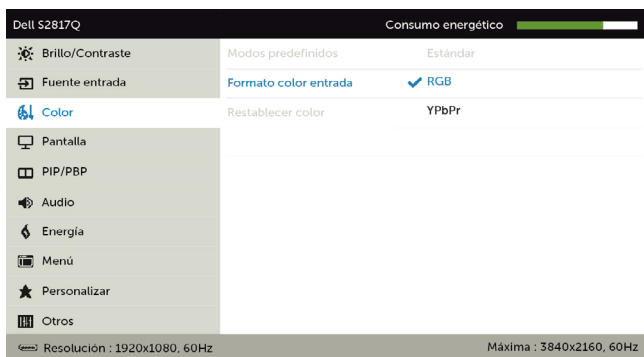 Dell S2817Q Consumo energético
Brillo/Contraste Modos predefinidos Estándar
Fuente entrada Formato color entrada RGB
Color Restablecer color YPbPr
Pantalla
PIP/PBP
Audio
Energía
Menú
Personalizar
Otros
Resolución : 1920x1080, 60Hz Máxima : 3840x2160, 60Hz